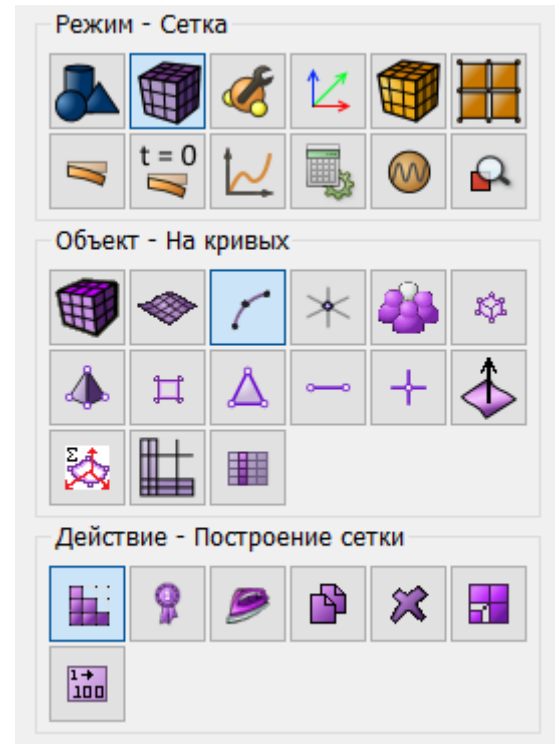 Режим - Сетка
t = 0
Объект - На кривых
Σ
Действие - Построение сетки
1→
100